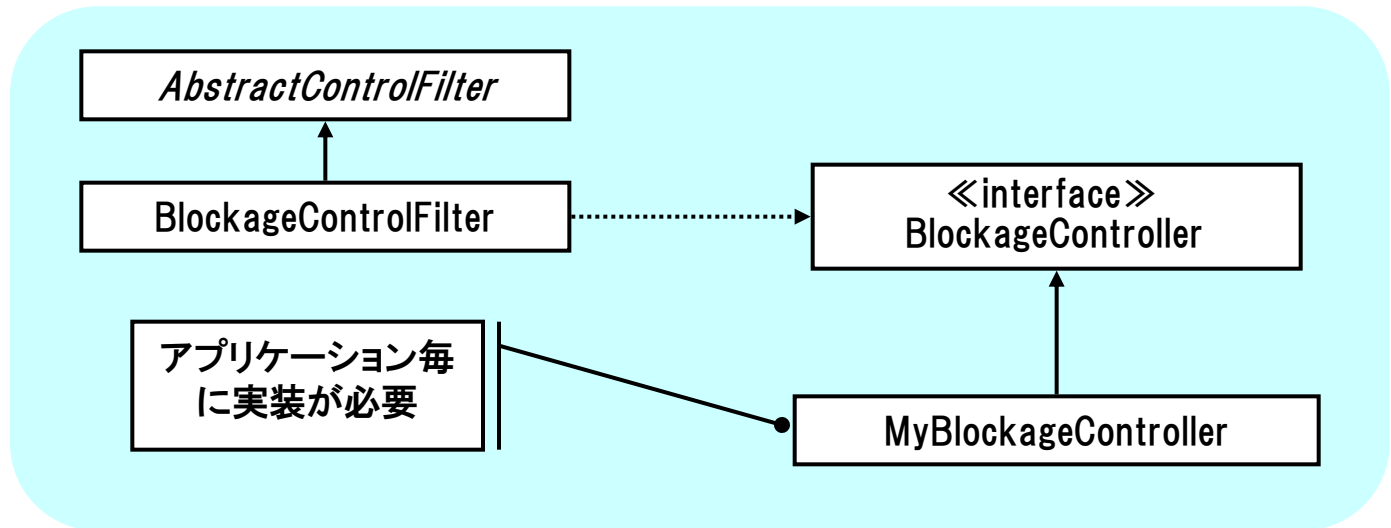 AbstractControlFilter
BlockageControlFilter
≪interface≫
BlockageController
アプリケーション毎
に実装が必要
MyBlockageController